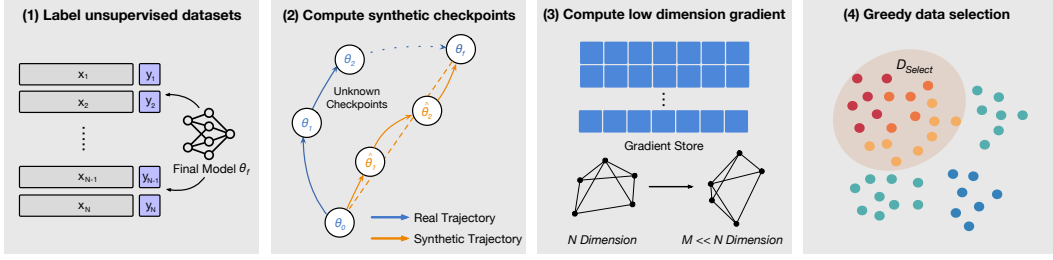 (1) Label unsupervised datasets
x₁ y₁
x₂ y₂
Final Model θf
xN-1 yN-1
xN yN
(2) Compute synthetic checkpoints
θ₂
θf
Unknown
Checkpoints
θ₁
θ̂₂
θ̂₁
θ₀
Real Trajectory
Synthetic Trajectory
(3) Compute low dimension gradient
Gradient Store
N Dimension
M << N Dimension
(4) Greedy data selection
DSelect